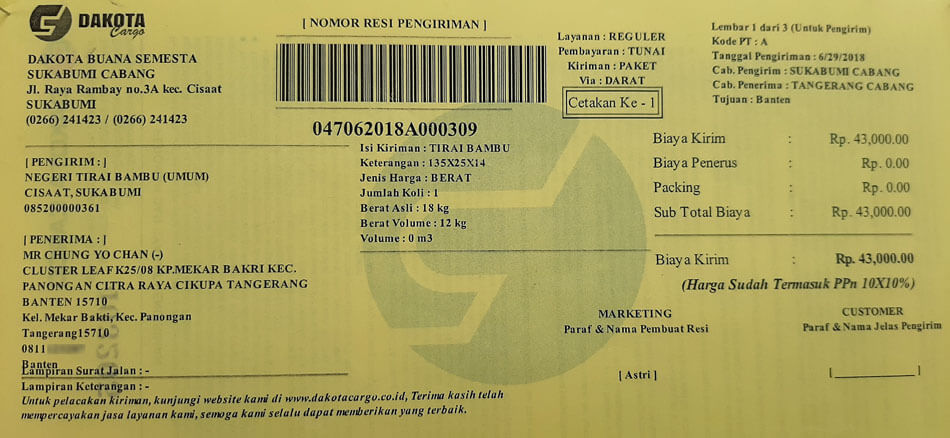 DAKOTA
Cargo
DAKOTA BUANA SEMESTA
SUKABUMI CABANG
Jl. Raya Rambay no.3A kec. Cisaat
SUKABUMI
(0266) 241423 / (0266) 241423
[ NOMOR RESI PENGIRIMAN ]
047062018A000309
Layanan : REGULER
Pembayaran : TUNAI
Kiriman : PAKET
Via : DARAT
Cetakan Ke - 1
Lembar 1 dari 3 (Untuk Pengirim)
Kode PT : A
Tanggal Pengiriman : 6/29/2018
Cab. Pengirim : SUKABUMI CABANG
Cab. Penerima : TANGERANG CABANG
Tujuan : Banten
[ PENGIRIM : ]
NEGERI TIRAI BAMBU (UMUM)
CISAAT, SUKABUMI
085200000361
[ PENERIMA : ]
MR CHUNG YO CHAN (-)
CLUSTER LEAF K25/08 KP.MEKAR BAKRI KEC.
PANONGAN CITRA RAYA CIKUPA TANGERANG
BANTEN 15710
Kel. Mekar Bakti, Kec. Panongan
Tangerang15710
0811
Banten
Isi Kiriman : TIRAI BAMBU
Keterangan : 135X25X14
Jenis Harga : BERAT
Jumlah Koli : 1
Berat Asli : 18 kg
Berat Volume : 12 kg
Volume : 0 m3
Biaya Kirim : Rp. 43,000.00
Biaya Penerus : Rp. 0.00
Packing : Rp. 0.00
Sub Total Biaya : Rp. 43,000.00
Biaya Kirim : Rp. 43,000.00
(Harga Sudah Termasuk PPn 10X10%)
MARKETING
Paraf & Nama Pembuat Resi
[ Astri ]
CUSTOMER
Paraf & Nama Jelas Pengirim
[ ____________ ]
Lampiran Surat Jalan : -
Lampiran Keterangan : -
Untuk pelacakan kiriman, kunjungi website kami di www.dakotacargo.co.id, Terima kasih telah
mempercayakan jasa layanan kami, semoga kami selalu dapat memberikan yang terbaik.